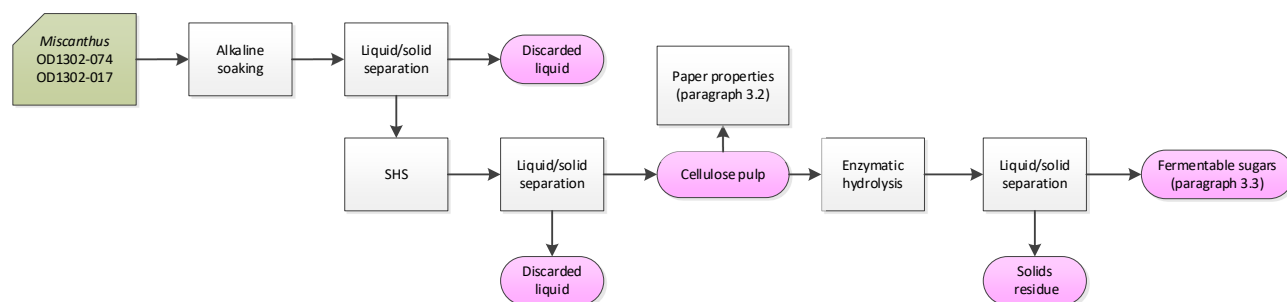 Miscanthus
OD1302-074
OD1302-017
Alkaline
soaking
Liquid/solid
separation
Discarded
liquid
Paper properties
(paragraph 3.2)
SHS
Liquid/solid
separation
Cellulose pulp
Enzymatic
hydrolysis
Liquid/solid
separation
Fermentable sugars
(paragraph 3.3)
Discarded
liquid
Solids
residue